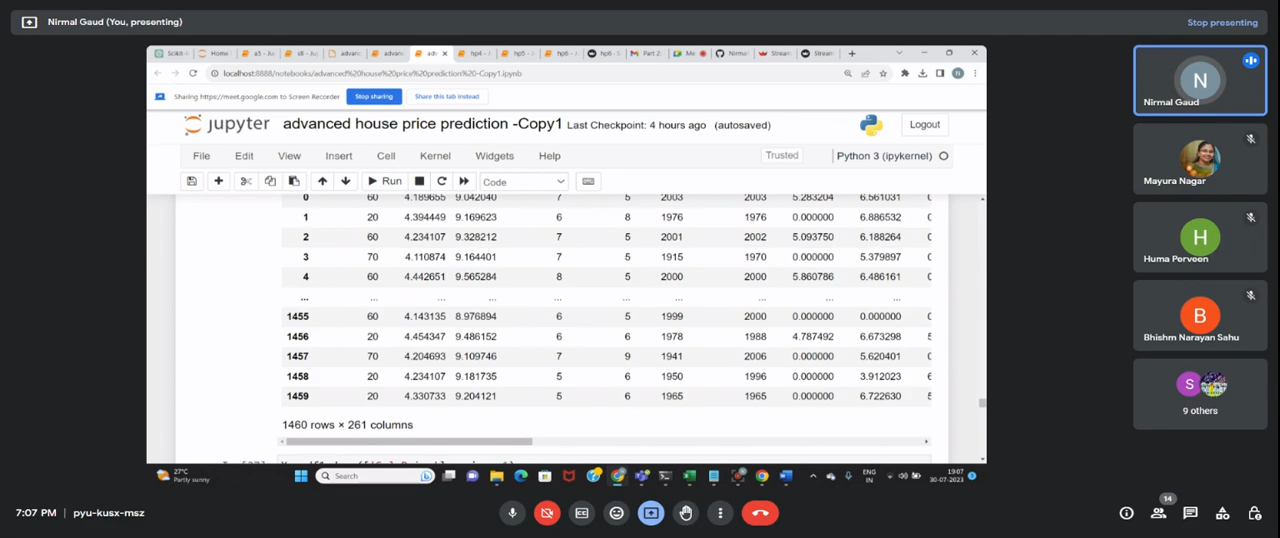 Nirmal Gaud (You, presenting)
Stop presenting
Home
advanc
Part 2:
Nirmal
Stream
localhost:8888/notebooks/advanced%20house%20price%20prediction%20-Copy1.ipynb
Sharing https://meet.google.com to Screen Recorder
Stop sharing
Share this tab instead
jupyter advanced house price prediction -Copy1 Last Checkpoint: 4 hours ago (autosaved)
Logout
File Edit View Insert Cell Kernel Widgets Help
Trusted
Python 3 (ipykernel)
Run
Code
0 60 4.189655 9.042040 7 5 2003 2003 5.283204 6.561031
1 20 4.394449 9.169623 6 8 1976 1976 0.000000 6.886532
2 60 4.234107 9.328212 7 5 2001 2002 5.093750 6.188264
3 70 4.110874 9.164401 7 5 1915 1970 0.000000 5.379897
4 60 4.442651 9.565284 8 5 2000 2000 5.860786 6.486161
... ... ... ... ... ... ... ... ... ...
1455 60 4.143135 8.976894 6 5 1999 2000 0.000000 0.000000
1456 20 4.454347 9.486152 6 6 1978 1988 4.787492 6.673298
1457 70 4.204693 9.109746 7 9 1941 2006 0.000000 5.620401
1458 20 4.234107 9.181735 5 6 1950 1996 0.000000 3.912023
1459 20 4.330733 9.204121 5 6 1965 1965 0.000000 6.722630
1460 rows × 261 columns
27°C
Partly sunny
Search
ENG
IN
19:07
30-07-2023
N
Nirmal Gaud
Mayura Nagar
H
Huma Perveen
B
Bhishm Narayan Sahu
S
9 others
7:07 PM | pyu-kusx-msz
14